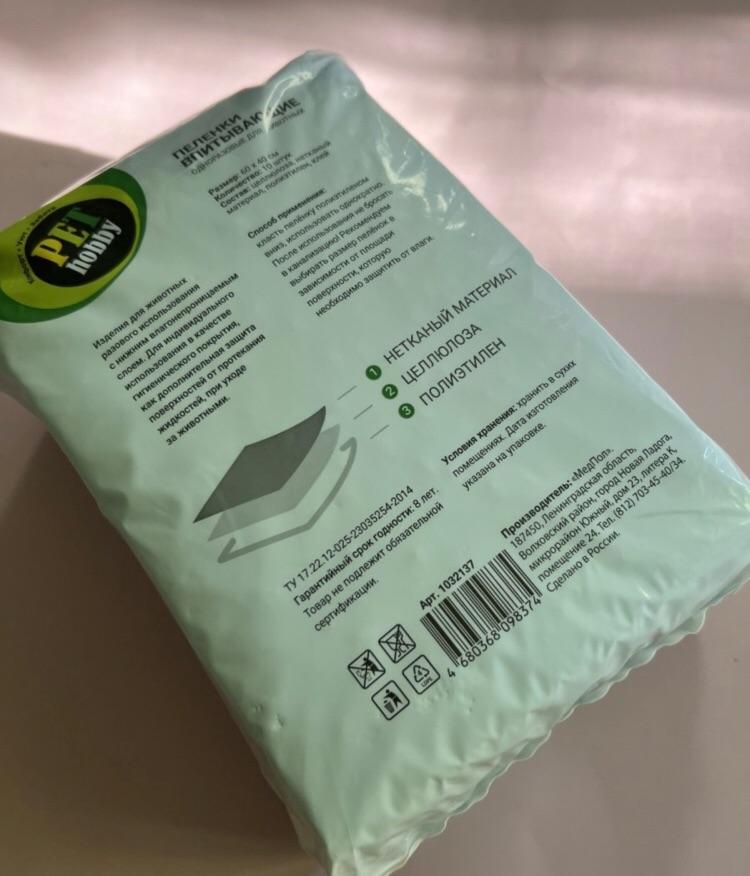 ПЕЛЕНКИ
ВПИТЫВАЮЩИЕ
ОДНОРАЗОВЫЕ ДЛЯ ЖИВОТНЫХ
Размер: 60 x 40 см
Количество: 10 штук
Состав: целлюлоза, нетканый
материал, полиэтилен, клей
PET
hobby
Способ применения:
класть пелёнку полиэтиленом
вниз, использовать однократно.
После использования не бросать
в канализацию! Рекомендуем
выбирать размер пелёнок в
зависимости от площади
поверхности, которую
необходимо защитить от влаги
Изделия для животных
разового использования
с нижним влагонепроницаемым
слоем. Для индивидуального
использования в качестве
гигиенического покрытия,
как дополнительная защита
поверхностей от протекания
жидкостей, при уходе
за животными.
1 НЕТКАНЫЙ МАТЕРИАЛ
2 ЦЕЛЛЮЛОЗА
3 ПОЛИЭТИЛЕН
Условия хранения: хранить в сухих
помещениях. Дата изготовления
указана на упаковке.
ТУ 17.22.12-025-23035254-2014
Гарантийный срок годности: 8 лет.
Товар не подлежит обязательной
сертификации.
Производитель: «МедПол»,
187450, Ленинградская область,
Волховский район, город Новая Ладога,
микрорайон Южный, дом 23, литера К,
помещение 24. Тел. (812) 703-45-40/34.
Сделано в России.
Арт. 1032137
4 680368 098374
LDPE